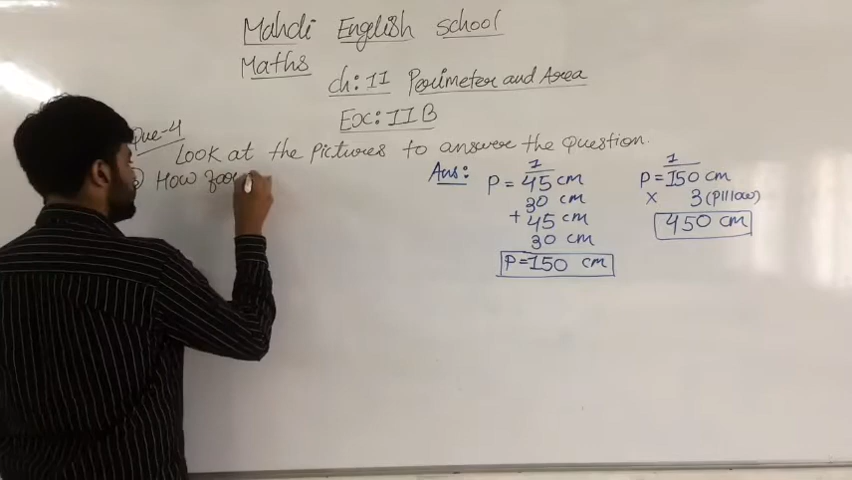 Mahdi English school
Maths
ch: 11 Perimeter and Area
Exc: 11 B
Que-4
Look at the pictures to answer the question.
How
Ans:
1
P = 45 cm
30 cm
+ 45 cm
30 cm
P=150 cm
1
P=150 cm
× 3 (Pillow)
450 cm